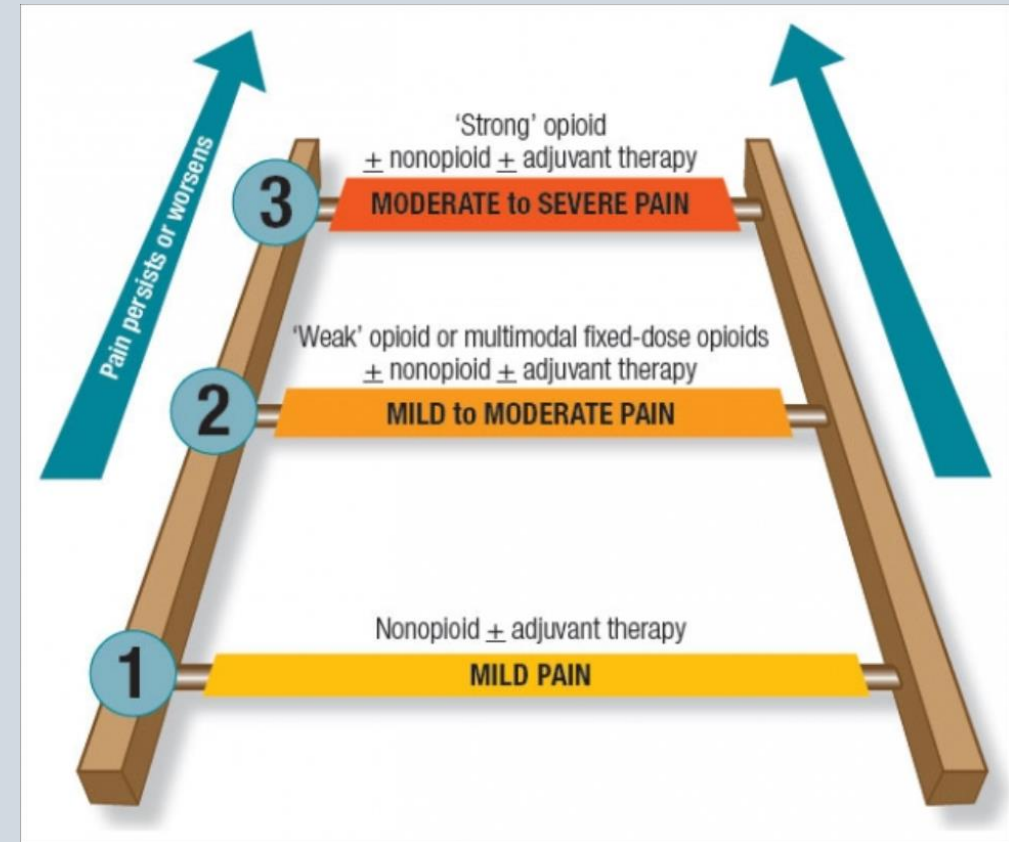 Pain persists or worsens
'Strong' opioid
± nonopioid ± adjuvant therapy
3
MODERATE to SEVERE PAIN
'Weak' opioid or multimodal fixed-dose opioids
± nonopioid ± adjuvant therapy
2
MILD to MODERATE PAIN
Nonopioid ± adjuvant therapy
1
MILD PAIN